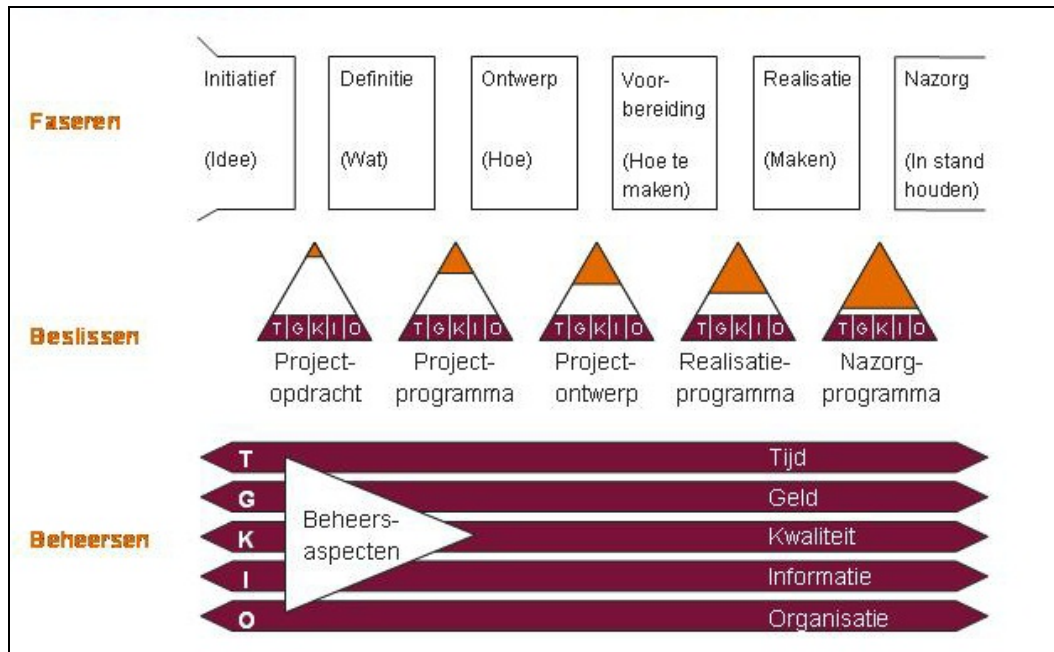 Faseren
Initiatief
(Idee)
Definitie
(Wat)
Ontwerp
(Hoe)
Voor-
bereiding
(Hoe te
maken)
Realisatie
(Maken)
Nazorg
(In stand
houden)
Beslissen
T G K I O
Project-
opdracht
T G K I O
Project-
programma
T G K I O
Project-
ontwerp
T G K I O
Realisatie-
programma
T G K I O
Nazorg-
programma
Beheersen
Beheers-
aspecten
T Tijd
G Geld
K Kwaliteit
I Informatie
O Organisatie